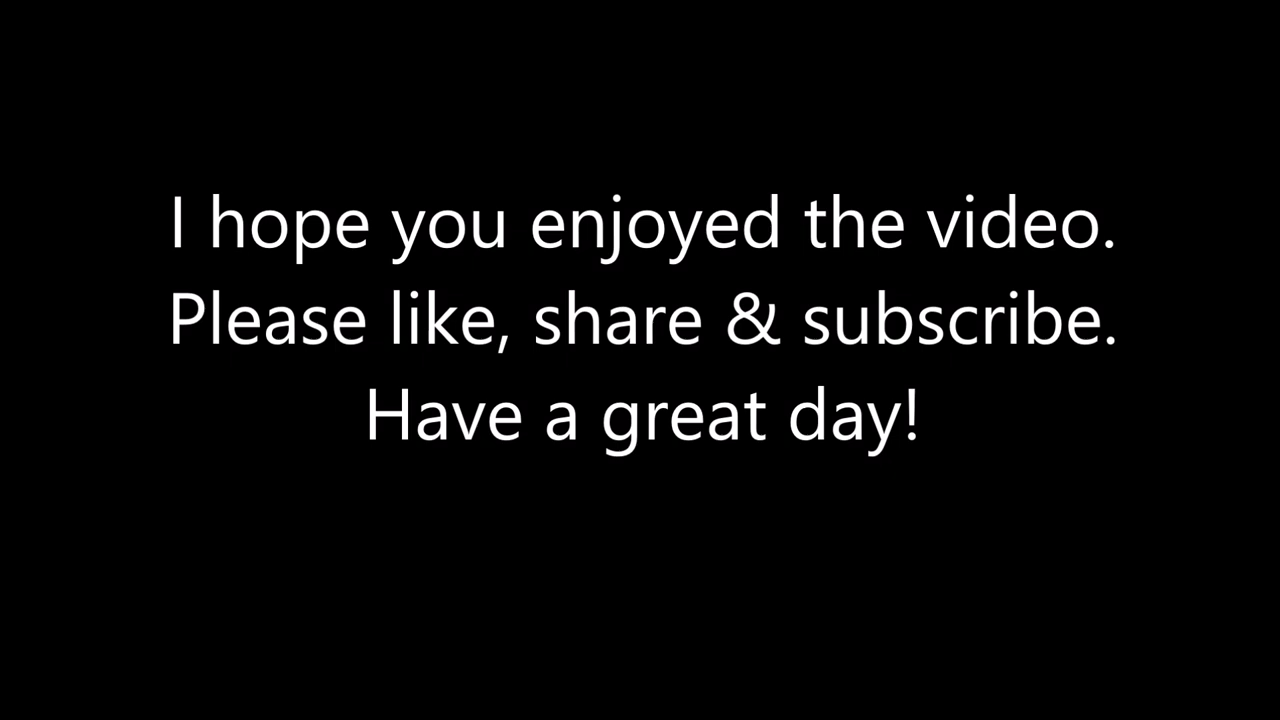 I hope you enjoyed the video.
Please like, share & subscribe.
Have a great day!